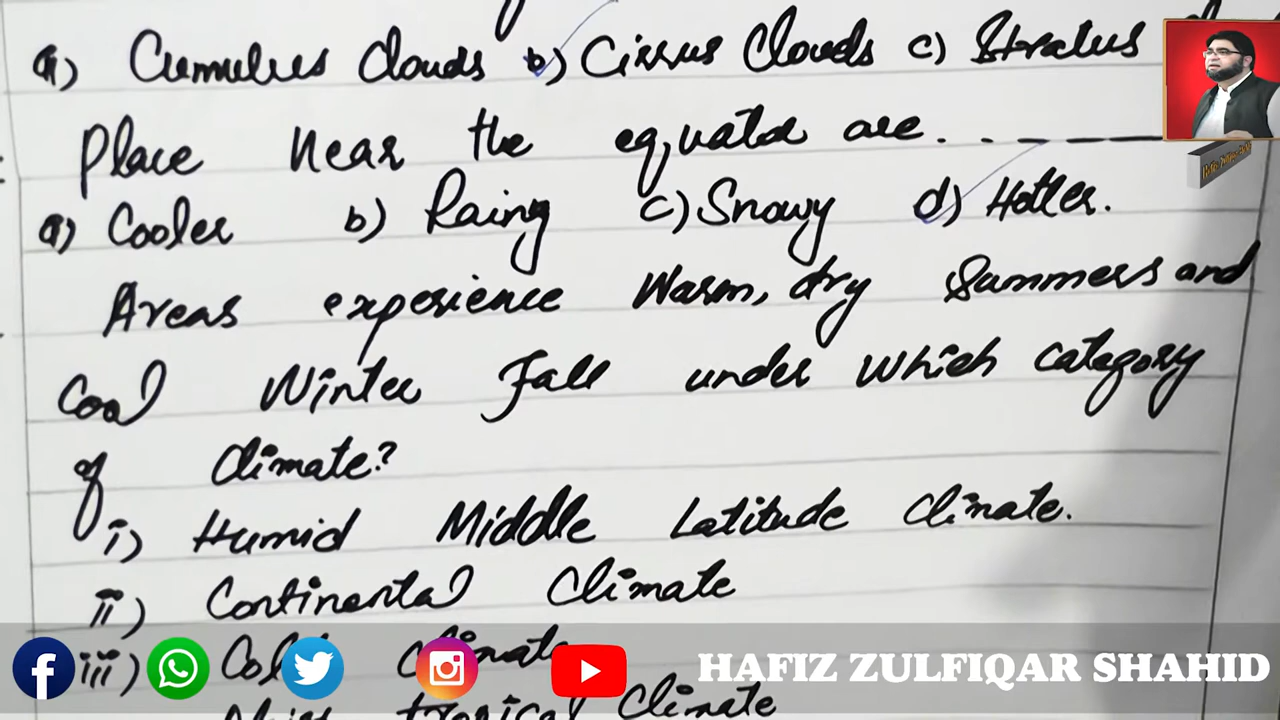 a) Cumulus Clouds b) Cirrus Clouds c) Stratus
Place Near the equator are. . ____
a) Cooler b) Rainy c) Snowy d) Hotter.
Areas experience Warm, dry Summers and
Cool Winter Fall under which category
of Climate?
i) Humid Middle Latitude Climate.
ii) Continental Climate
iii) Cold Climate
tropical Climate
HAFIZ ZULFIQAR SHAHID